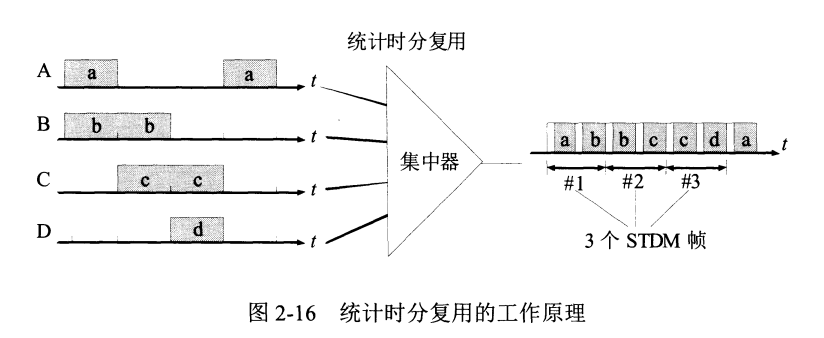 统计时分复用
A a a t
B b b t
C c c t
D d t
集中器
a b b c c d a t
#1 #2 #3
3 个 STDM 帧
图 2-16 统计时分复用的工作原理